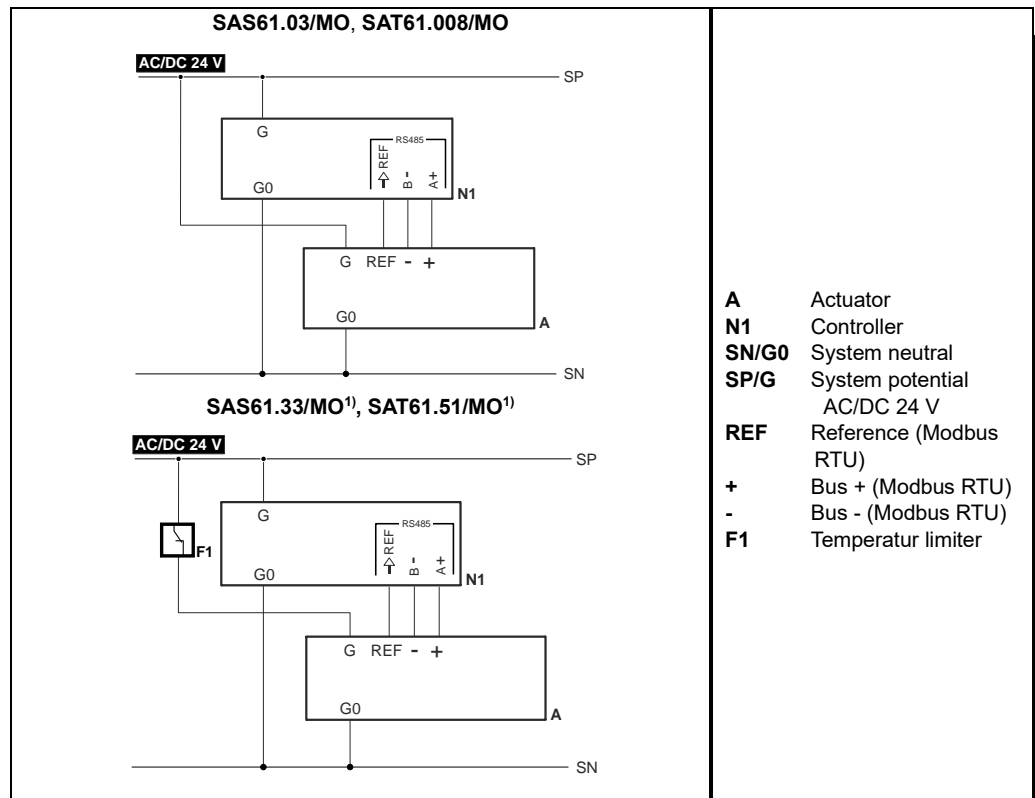 SAS61.03/MO, SAT61.008/MO
AC/DC 24 V
SP
G
RS485
REF
B -
A +
G0
N1
G REF - +
G0
A
SN
SAS61.33/MO1), SAT61.51/MO1)
AC/DC 24 V
SP
G
RS485
REF
B -
A +
F1
G0
N1
G REF - +
G0
A
SN
A Actuator
N1 Controller
SN/G0 System neutral
SP/G System potential
AC/DC 24 V
REF Reference (Modbus
RTU)
+ Bus + (Modbus RTU)
- Bus - (Modbus RTU)
F1 Temperatur limiter